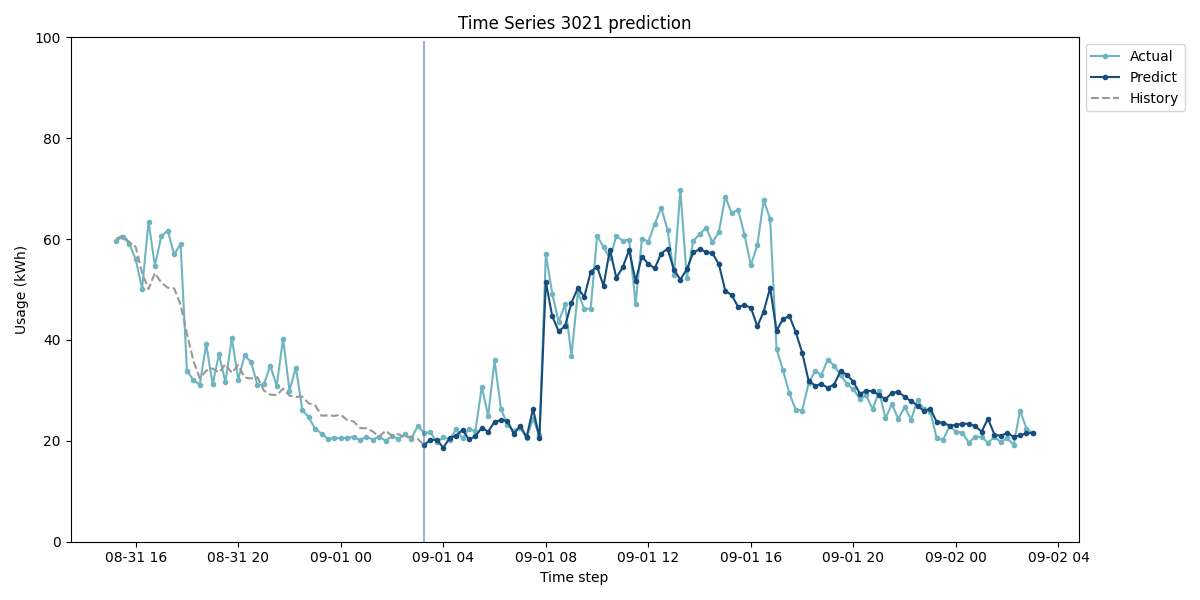 Time Series 3021 prediction
Usage (kWh)
100
80
60
40
20
0
08-31 16
08-31 20
09-01 00
09-01 04
09-01 08
09-01 12
09-01 16
09-01 20
09-02 00
09-02 04
Time step
Actual
Predict
History